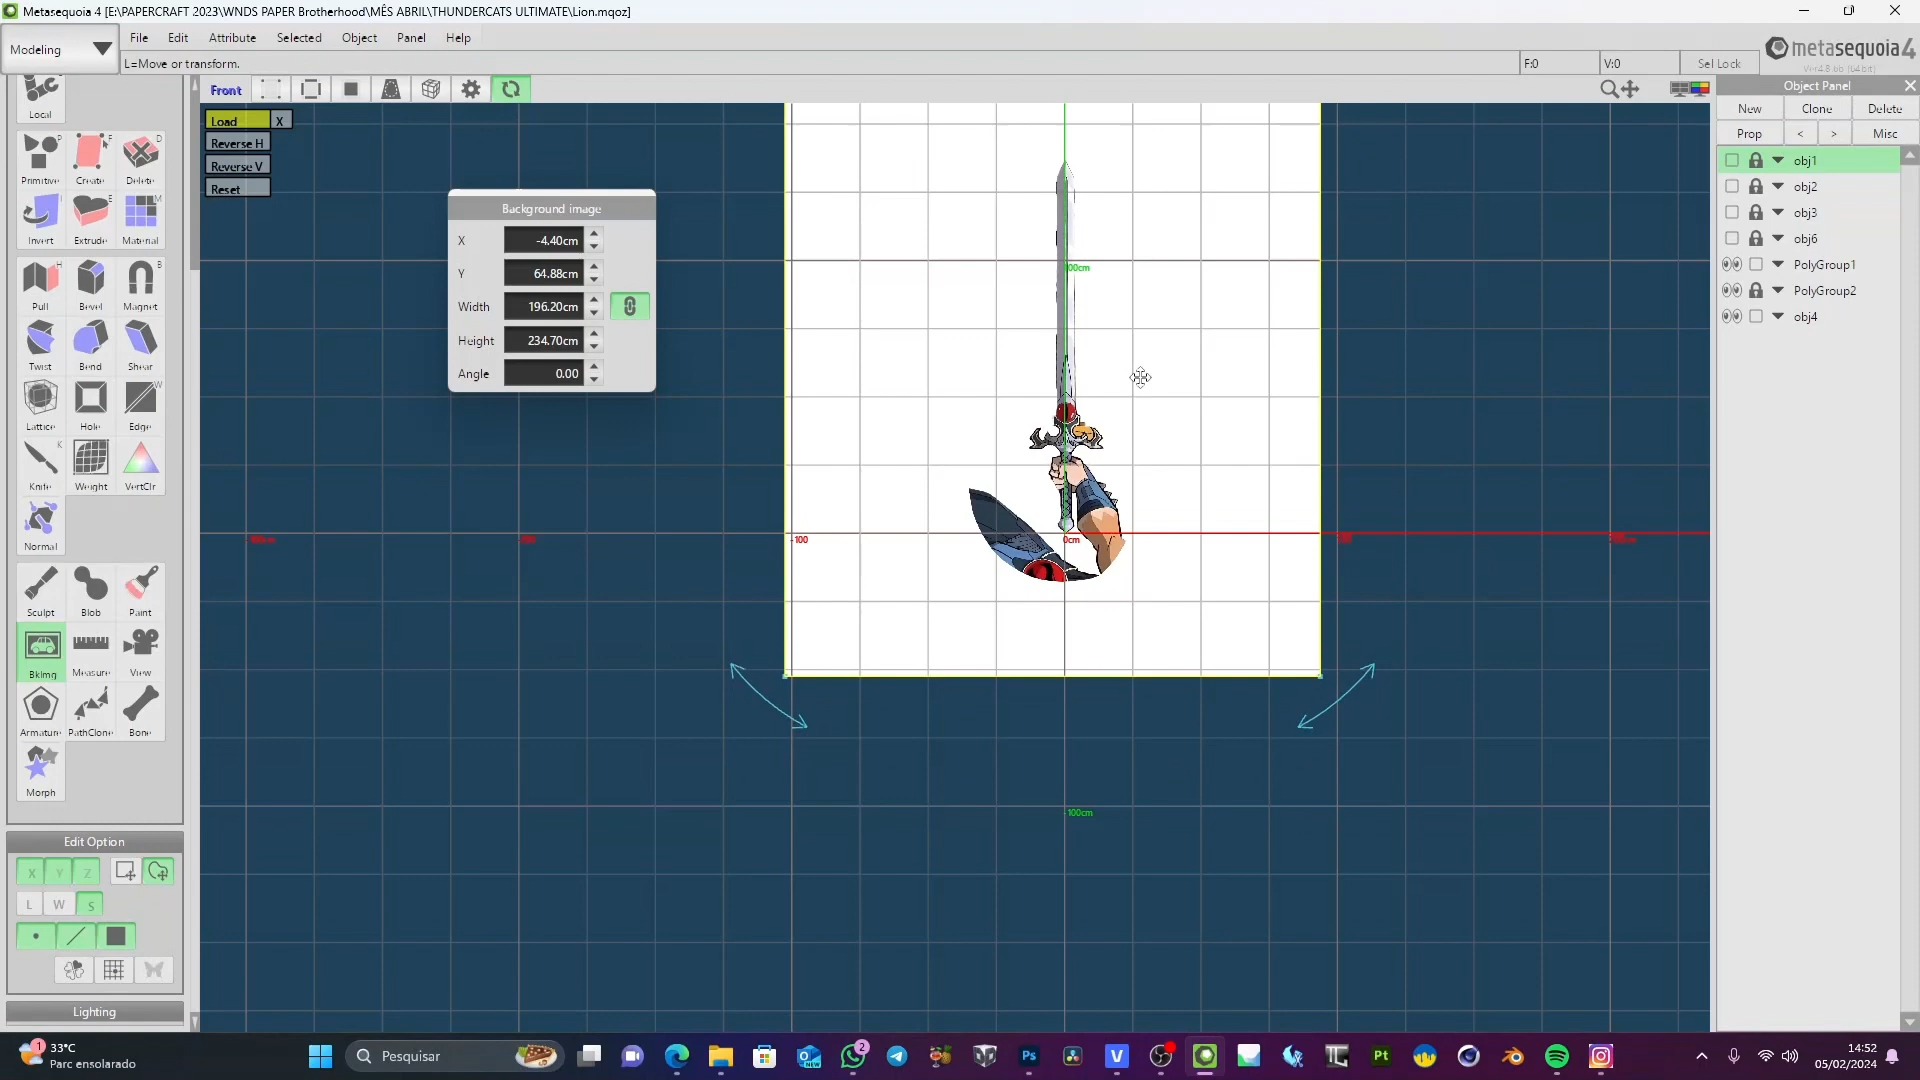 Metasequoia 4 [E:\PAPERCRAFT 2023\WNDS PAPER Brotherhood\MÊS ABRIL\THUNDERCATS ULTIMATE\Lion.mqoz]
Modeling
File Edit Attribute Selected Object Panel Help
L=Move or transform.
F:0 V:0 Sel Lock
metasequoia 4
Front
Object Panel
New Clone Delete
Prop < > Misc
obj1
obj2
obj3
obj6
PolyGroup1
PolyGroup2
obj4
Load X
Reverse H
Reverse V
Reset
Background image
X -4.40cm
Y 64.88cm
Width 196.20cm
Height 234.70cm
Angle 0.00
Local
Primitive P Create F Delete D
Invert I Extrude E Material M
Pull H Bevel Magnet B
Twist Bend Shear
Lattice Hole Edge W
Knife K Weight VertClr
Normal
Sculpt Blob Paint
BkImg Measure View
Armature PathClone Bone
Morph
Edit Option
X Y Z
L W S
Lighting
-100
0cm
-100cm
33°C
Parc ensolarado
Pesquisar
14:52
05/02/2024